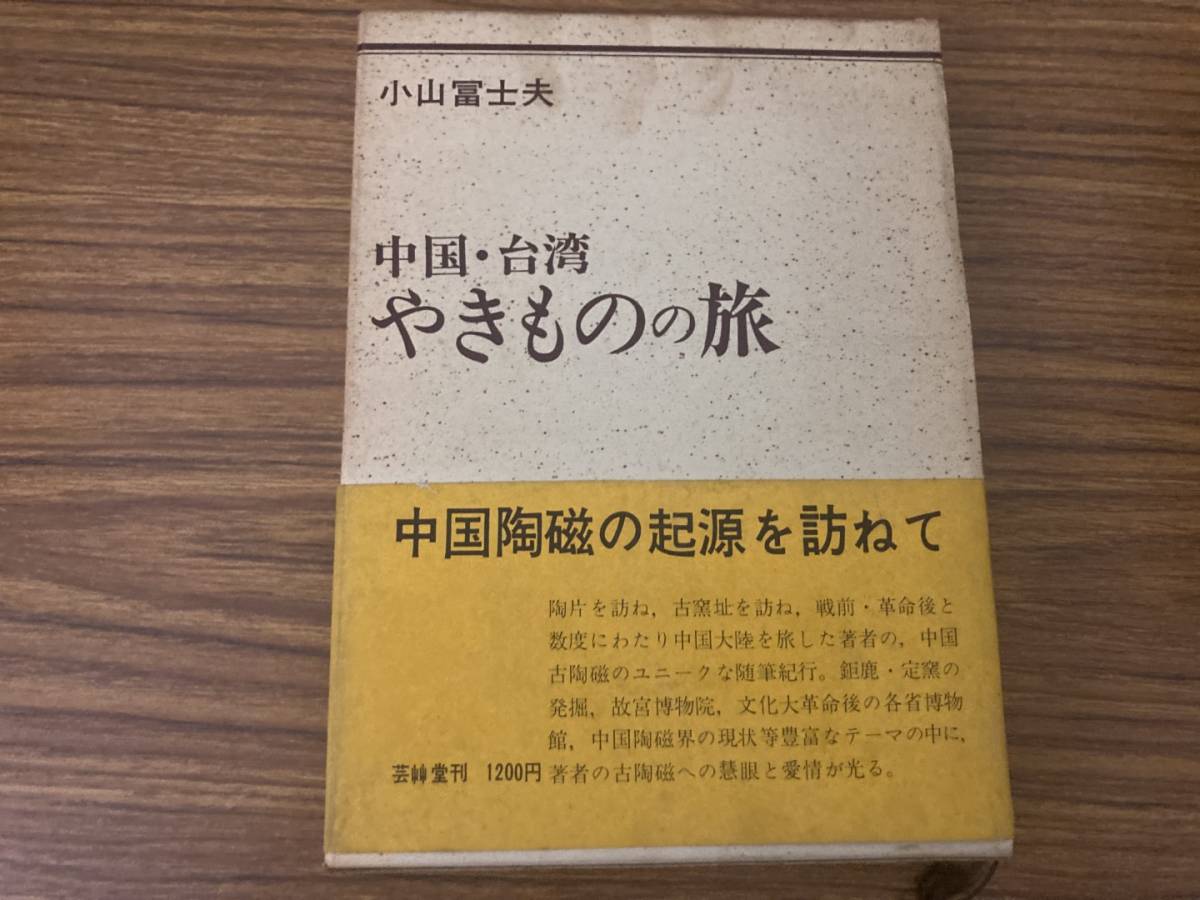 小山冨士夫
中国・台湾
やきものの旅
中国陶磁の起源を訪ねて
陶片を訪ね，古窯址を訪ね，戦前・革命後と
数度にわたり中国大陸を旅した著者の，中国
古陶磁のユニークな随筆紀行。鉅鹿・定窯の
発掘，故宮博物院，文化大革命後の各省博物
館，中国陶磁界の現状等豊富なテーマの中に，
著者の古陶磁への慧眼と愛情が光る。
芸艸堂刊 1200円